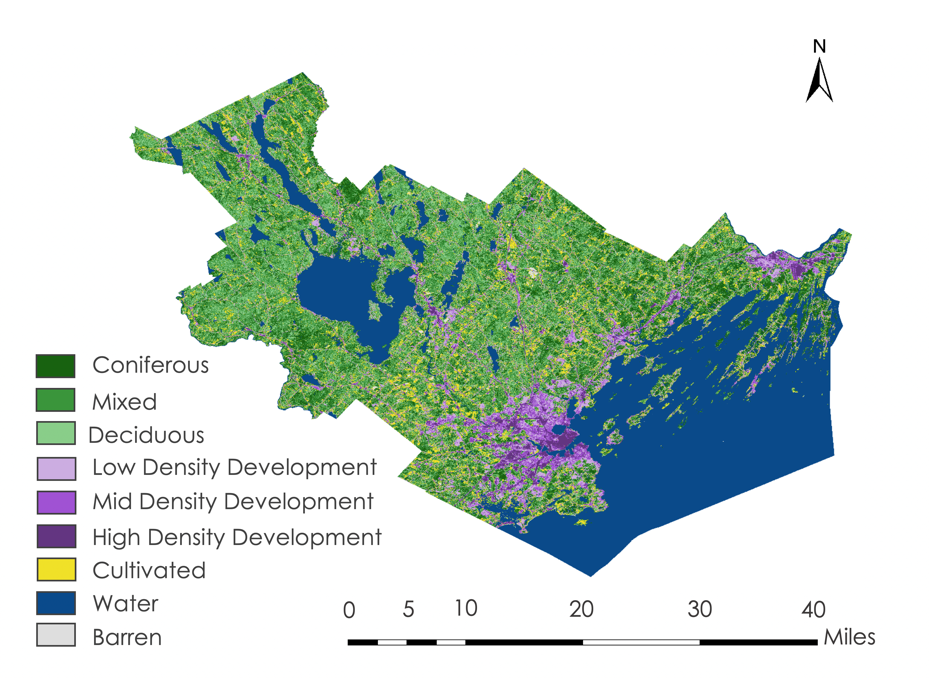 N
Coniferous
Mixed
Deciduous
Low Density Development
Mid Density Development
High Density Development
Cultivated
Water
Barren
0 5 10 20 30 40
Miles